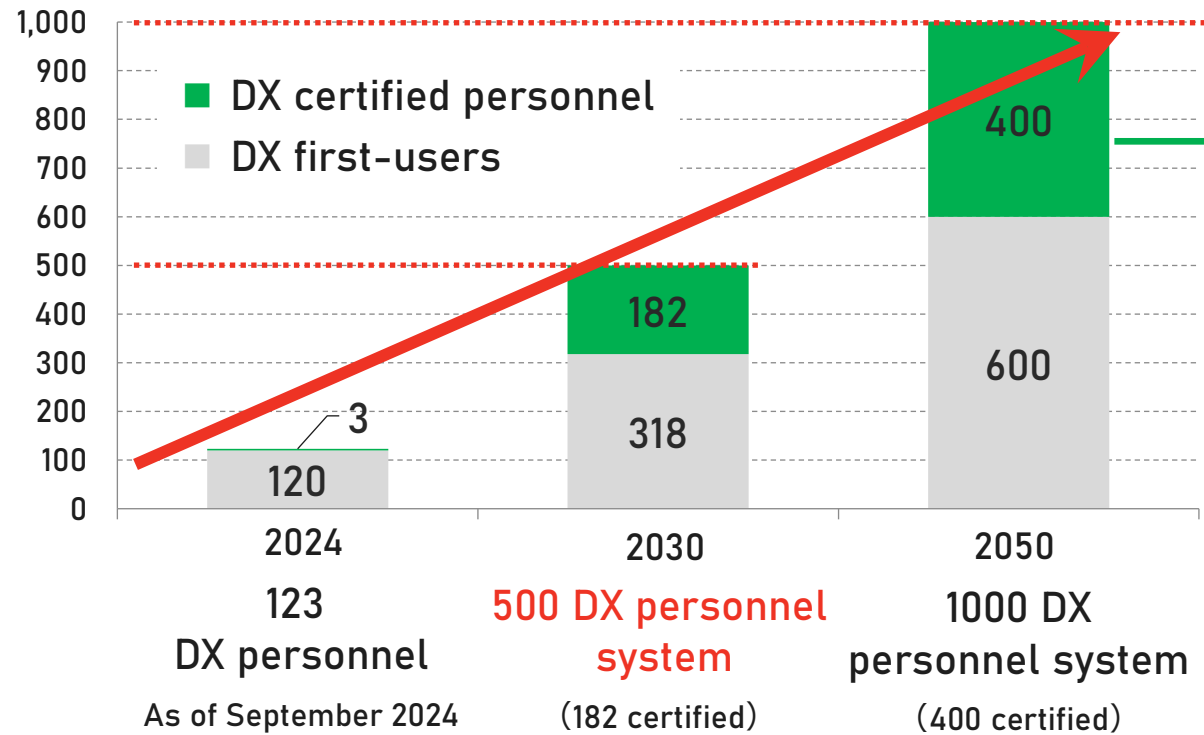 1,000
900
800
700
600
500
400
300
200
100
0
DX certified personnel
DX first-users
3
120
182
318
400
600
2024
2030
2050
123
DX personnel
As of September 2024
500 DX personnel
system
(182 certified)
1000 DX
personnel system
(400 certified)